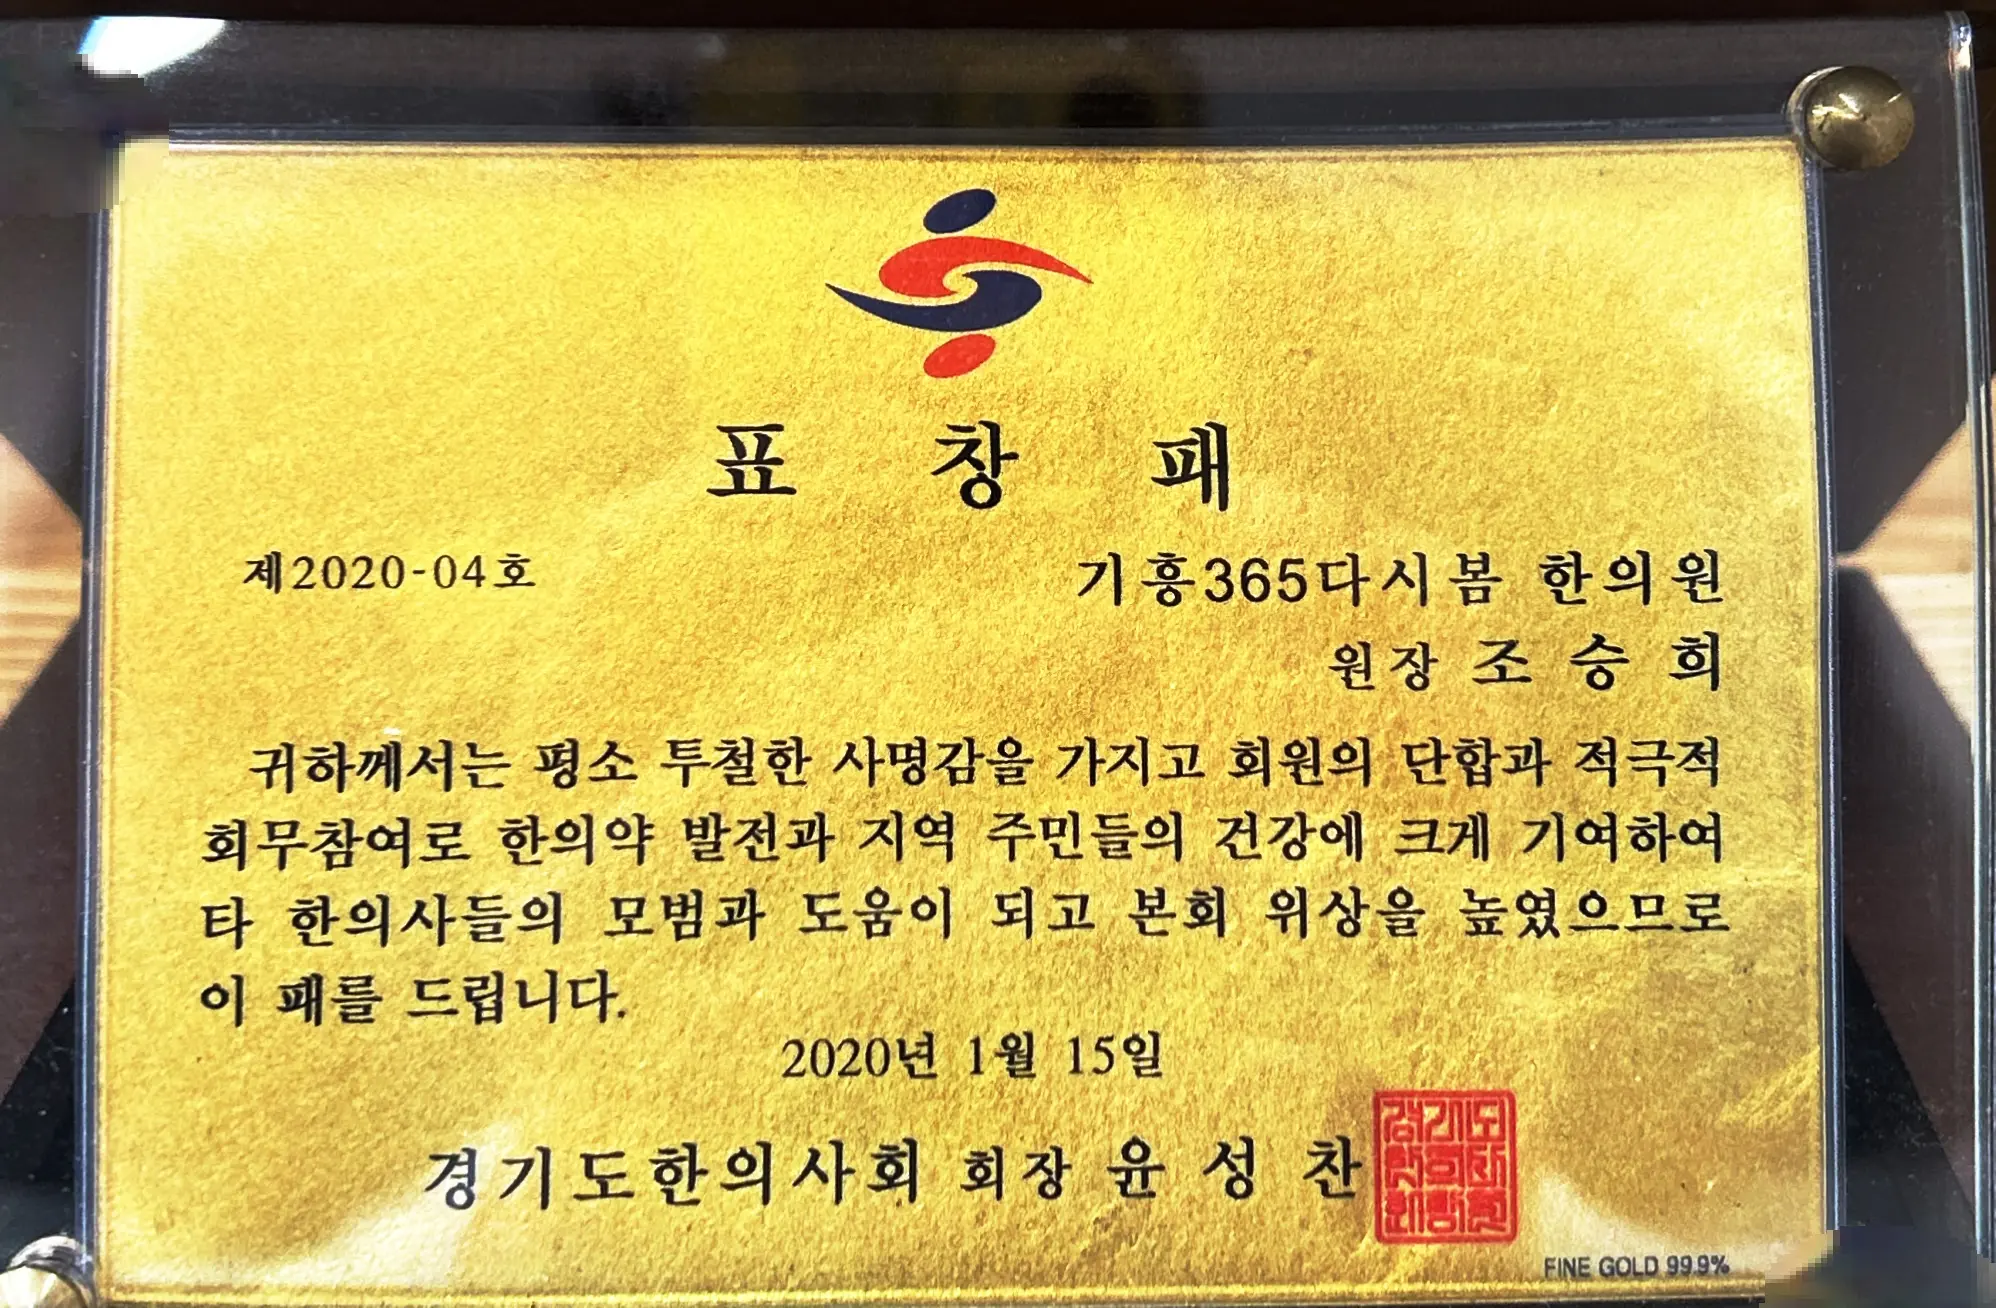 표 창 패
제2020-04호
기흥365다시봄 한의원
원장 조 승 희
귀하께서는 평소 투철한 사명감을 가지고 회원의 단합과 적극적
회무참여로 한의약 발전과 지역 주민들의 건강에 크게 기여하여
타 한의사들의 모범과 도움이 되고 본회 위상을 높였으므로
이 패를 드립니다.
2020년 1월 15일
경기도한의사회 회장 윤 성 찬
FINE GOLD 99.9%